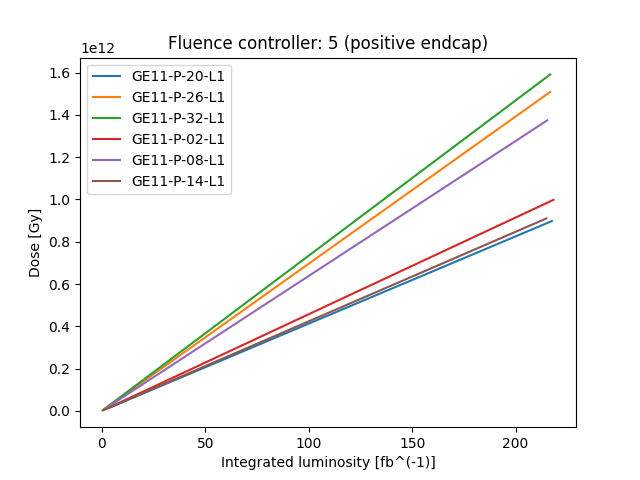 Fluence controller: 5 (positive endcap)
1e12
1.6
1.4
1.2
1.0
0.8
0.6
0.4
0.2
0.0
Dose [Gy]
GE11-P-20-L1
GE11-P-26-L1
GE11-P-32-L1
GE11-P-02-L1
GE11-P-08-L1
GE11-P-14-L1
0 50 100 150 200
Integrated luminosity [fb^(-1)]